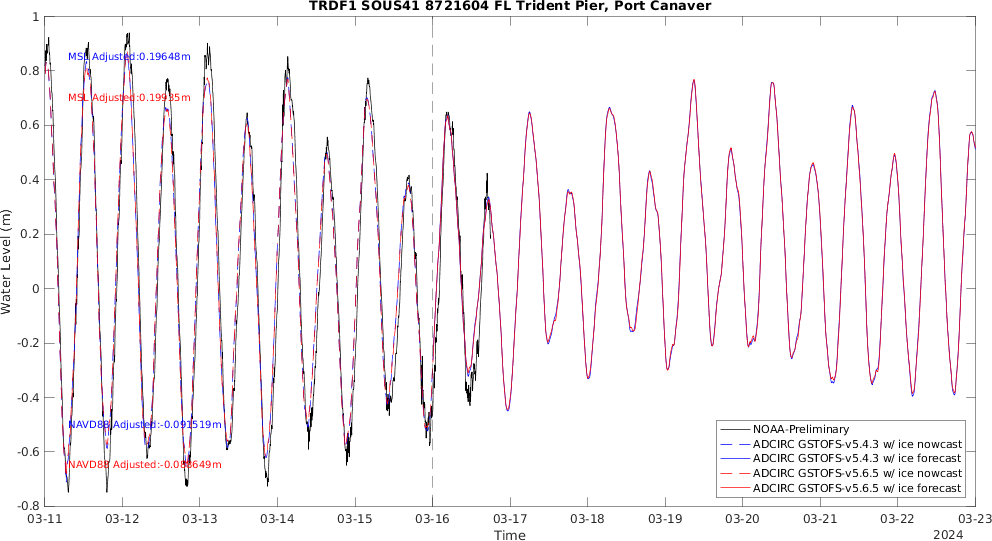 TRDF1 SOUS41 8721604 FL Trident Pier, Port Canaver
Water Level (m)
1
0.8
0.6
0.4
0.2
0
-0.2
-0.4
-0.6
-0.8
MSL Adjusted:0.19648m
MSL Adjusted:0.19935m
NAVD88 Adjusted:-0.091519m
NAVD88 Adjusted:-0.088649m
NOAA-Preliminary
ADCIRC GSTOFS-v5.4.3 w/ ice nowcast
ADCIRC GSTOFS-v5.4.3 w/ ice forecast
ADCIRC GSTOFS-v5.6.5 w/ ice nowcast
ADCIRC GSTOFS-v5.6.5 w/ ice forecast
03-11 03-12 03-13 03-14 03-15 03-16 03-17 03-18 03-19 03-20 03-21 03-22 03-23
Time
2024